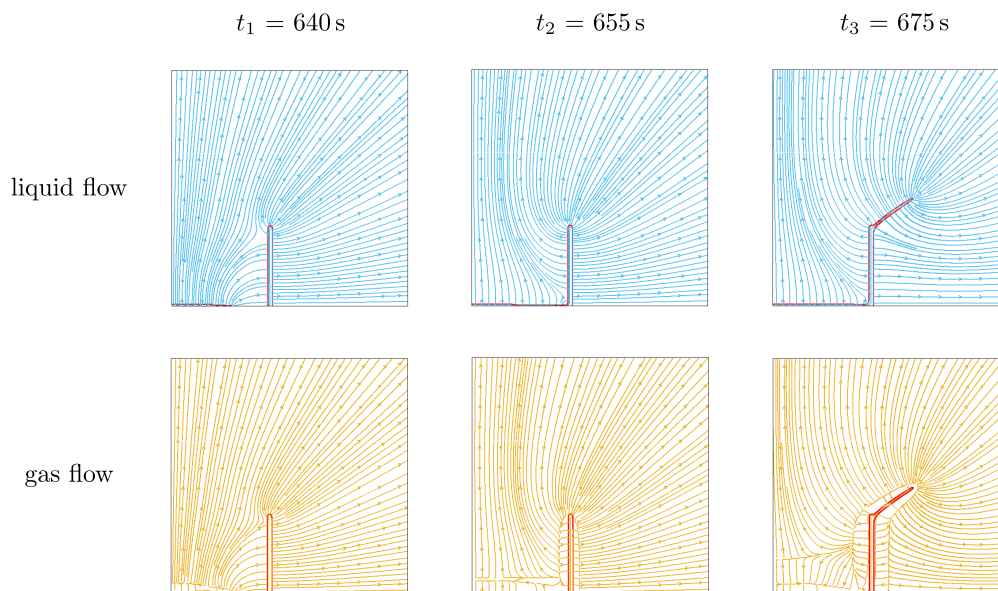 t₁ = 640 s t₂ = 655 s t₃ = 675 s
liquid flow
gas flow